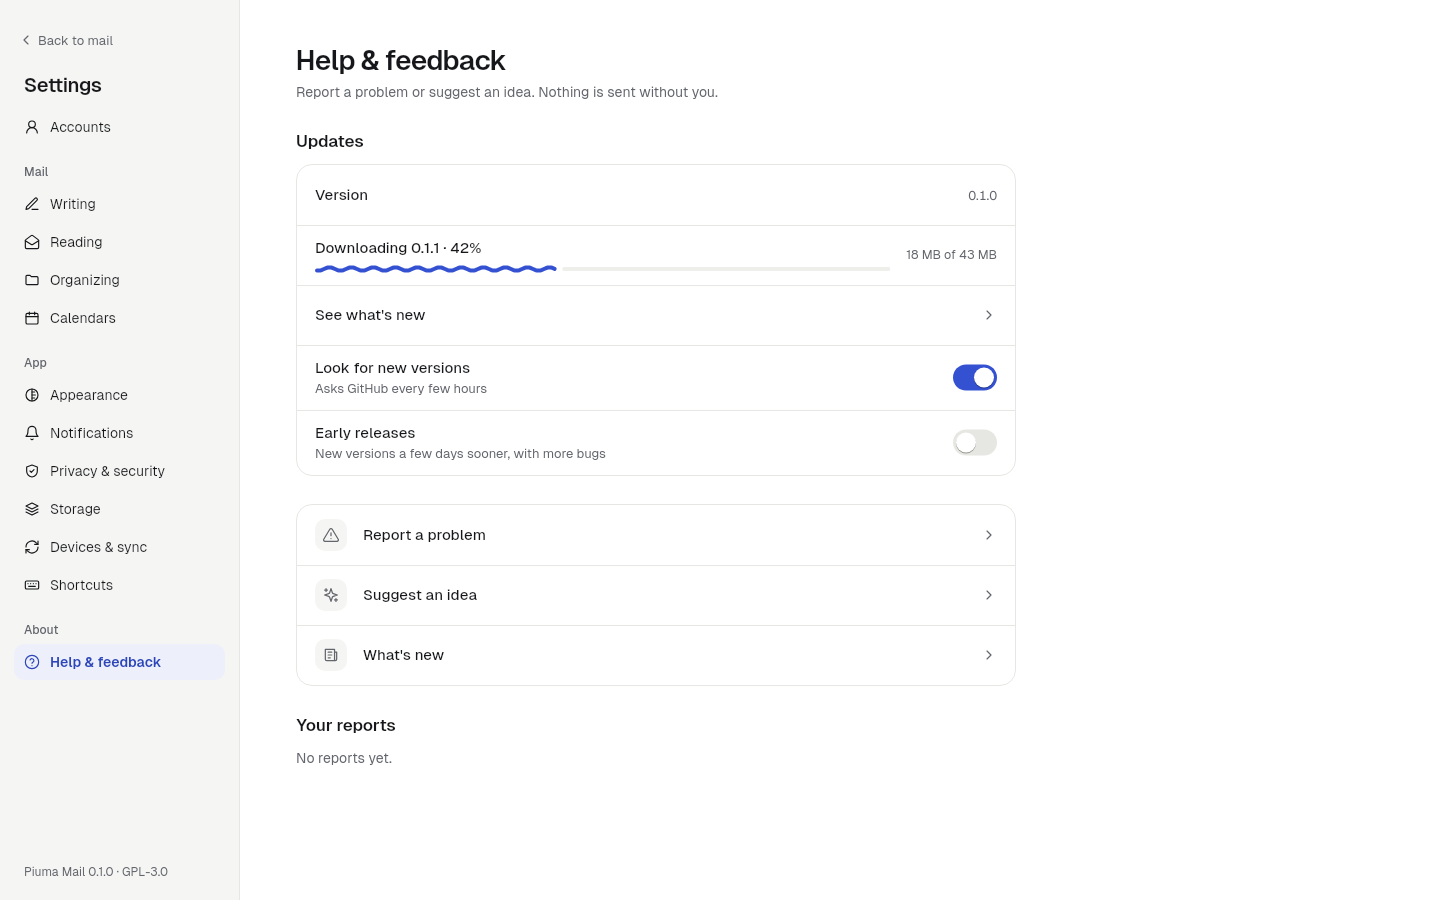 Back to mail
Settings
Accounts
Mail
Writing
Reading
Organizing
Calendars
App
Appearance
Notifications
Privacy & security
Storage
Devices & sync
Shortcuts
About
Help & feedback
Piuma Mail 0.1.0 · GPL-3.0
Help & feedback
Report a problem or suggest an idea. Nothing is sent without you.
Updates
Version
0.1.0
Downloading 0.1.1 · 42%
18 MB of 43 MB
See what's new
Look for new versions
Asks GitHub every few hours
Early releases
New versions a few days sooner, with more bugs
Report a problem
Suggest an idea
What's new
Your reports
No reports yet.